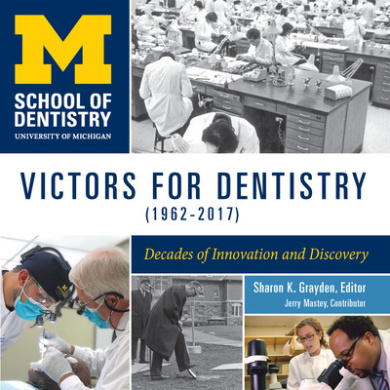 M
SCHOOL OF
DENTISTRY
UNIVERSITY OF MICHIGAN
VICTORS FOR DENTISTRY
(1962-2017)
Decades of Innovation and Discovery
Sharon K. Grayden, Editor
Jerry Mastey, Contributor